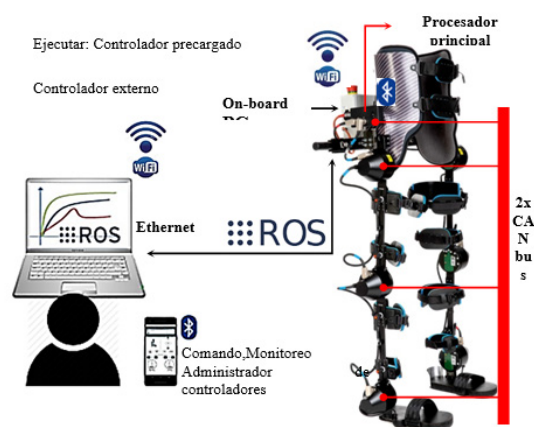 Ejecutar: Controlador precargado
Controlador externo
Procesador
principal
WiFi
On-board
WiFi
Ethernet
ROS
ROS
2x
CA
N
bu
s
Comando,Monitoreo
Administrador
de
controladores